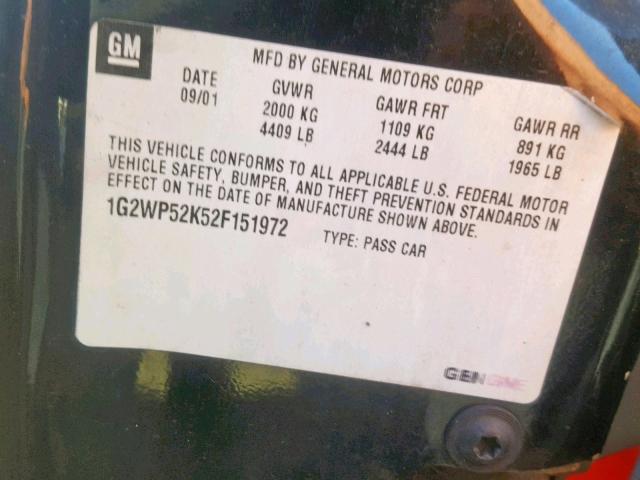 GM
MFD BY GENERAL MOTORS CORP
DATE GVWR GAWR FRT GAWR RR
09/01 2000 KG 1109 KG 891 KG
4409 LB 2444 LB 1965 LB
THIS VEHICLE CONFORMS TO ALL APPLICABLE U.S. FEDERAL MOTOR
VEHICLE SAFETY, BUMPER, AND THEFT PREVENTION STANDARDS IN
EFFECT ON THE DATE OF MANUFACTURE SHOWN ABOVE.
1G2WP52K52F151972 TYPE: PASS CAR